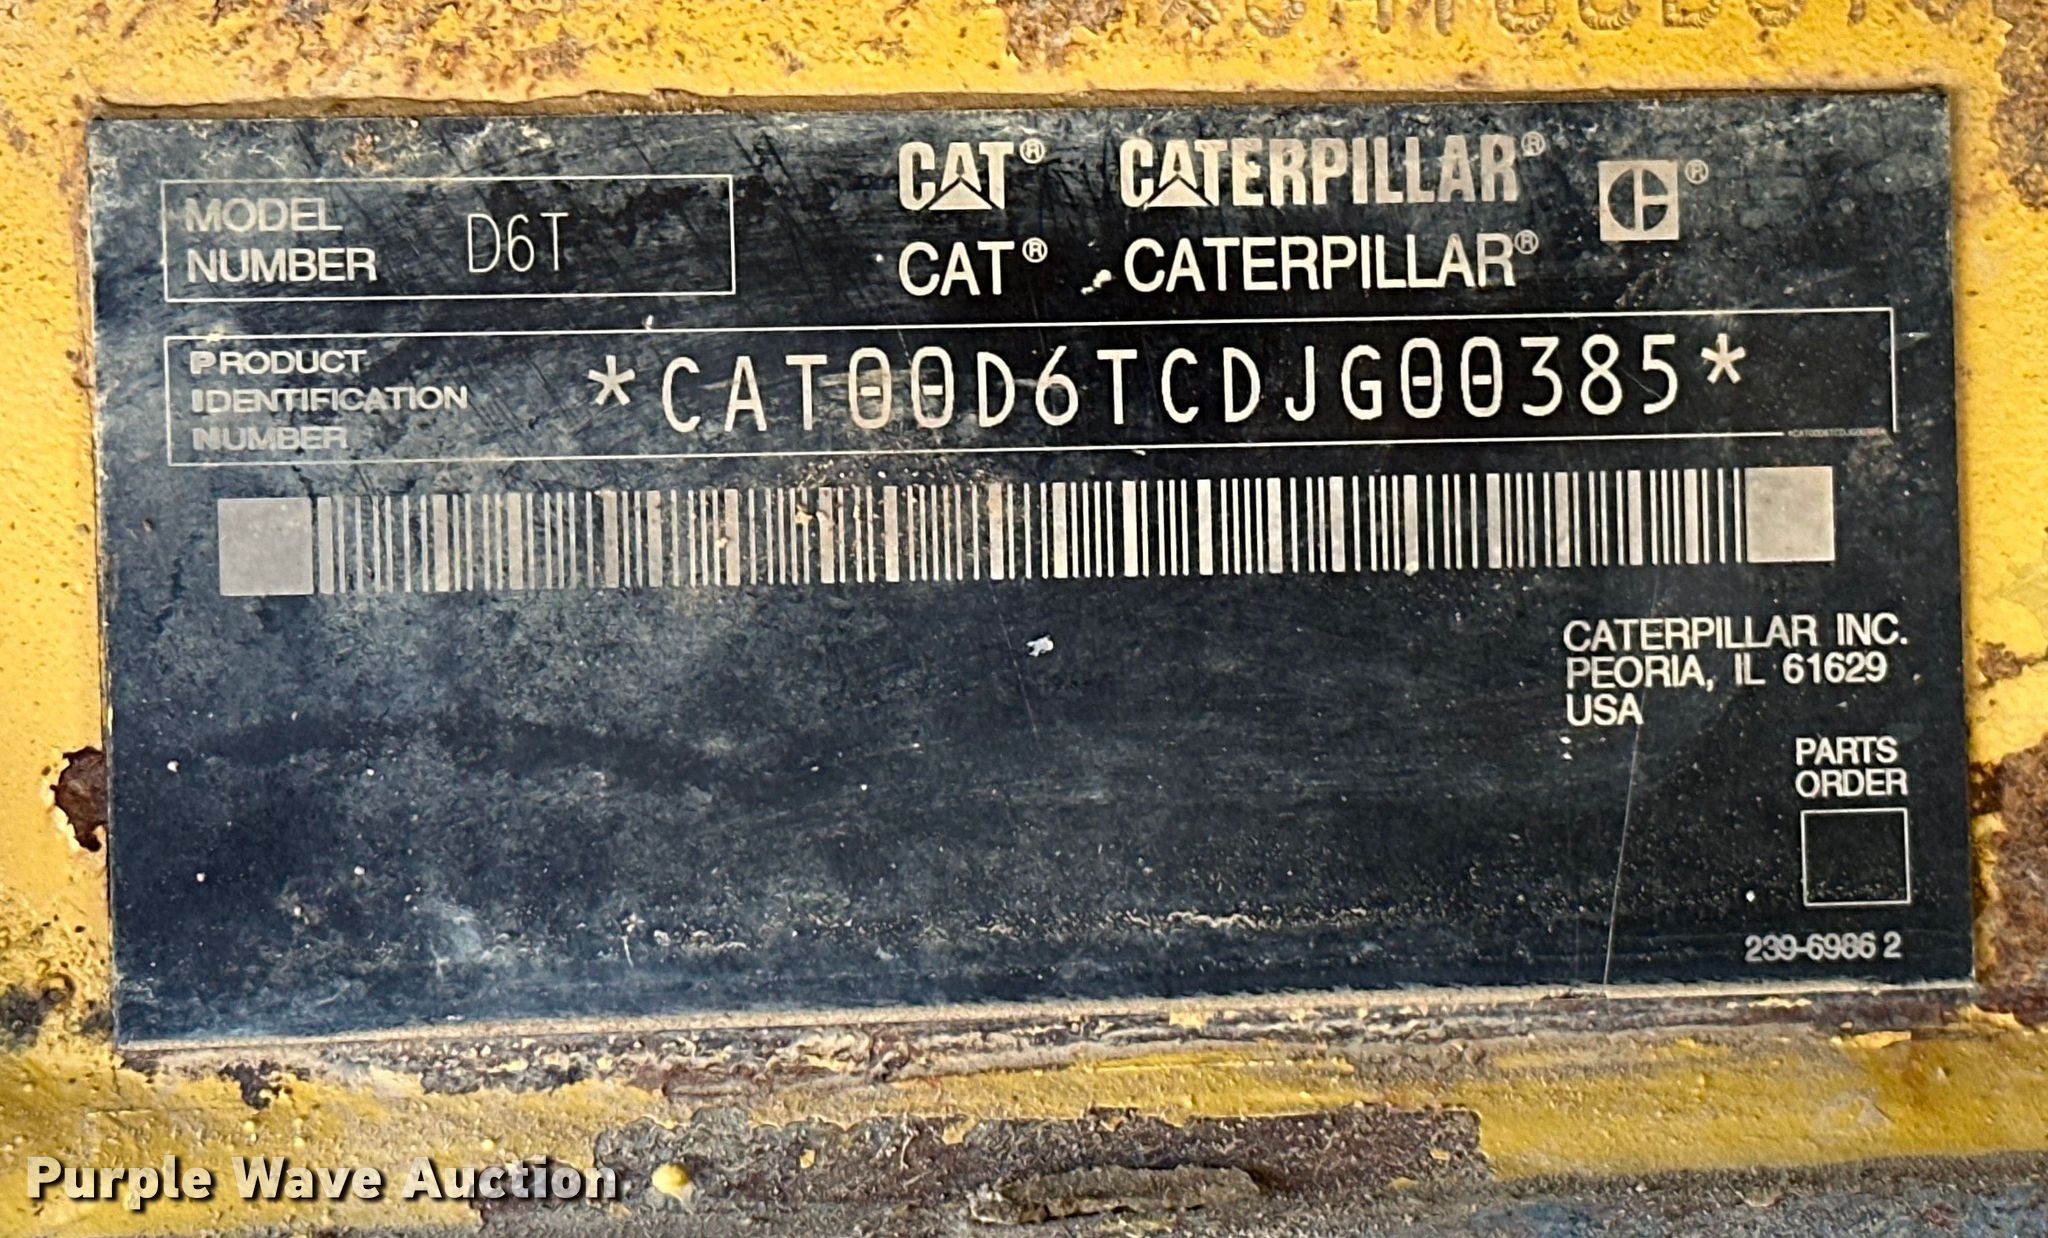 CAT® CATERPILLAR® ®
MODEL
NUMBER D6T
CAT® CATERPILLAR®
PRODUCT
IDENTIFICATION
NUMBER
*CAT00D6TCDJG00385*
CATERPILLAR INC.
PEORIA, IL 61629
USA
PARTS
ORDER
239-6986 2
Purple Wave Auction